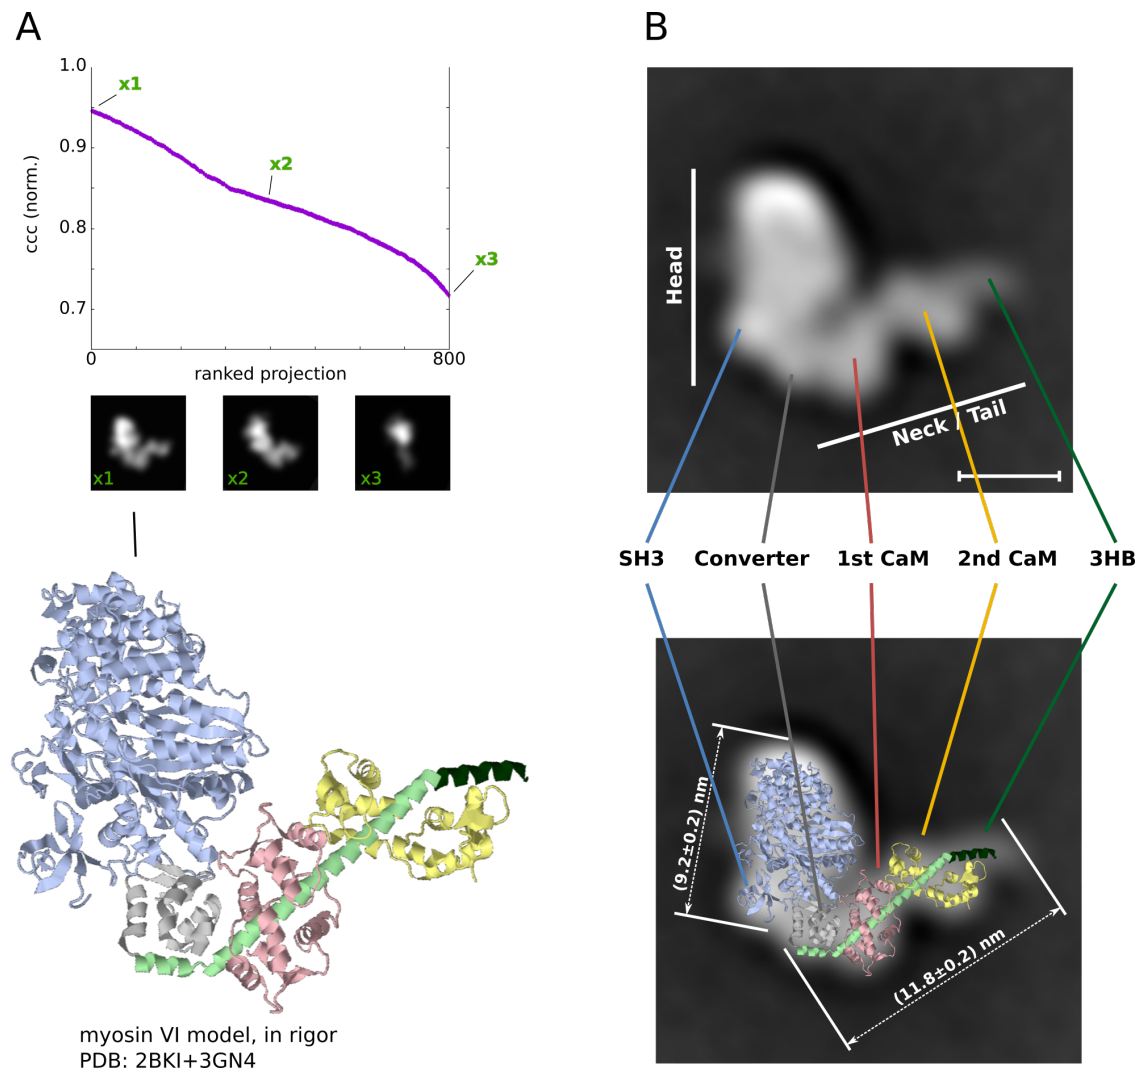 A
1.0
0.9
0.8
0.7
ccc (norm.)
x1
x2
x3
0
800
ranked projection
x1
x2
x3
myosin VI model, in rigor
PDB: 2BKI+3GN4
B
Head
Neck / Tail
SH3
Converter
1st CaM
2nd CaM
3HB
(9.2±0.2) nm
(11.8±0.2) nm